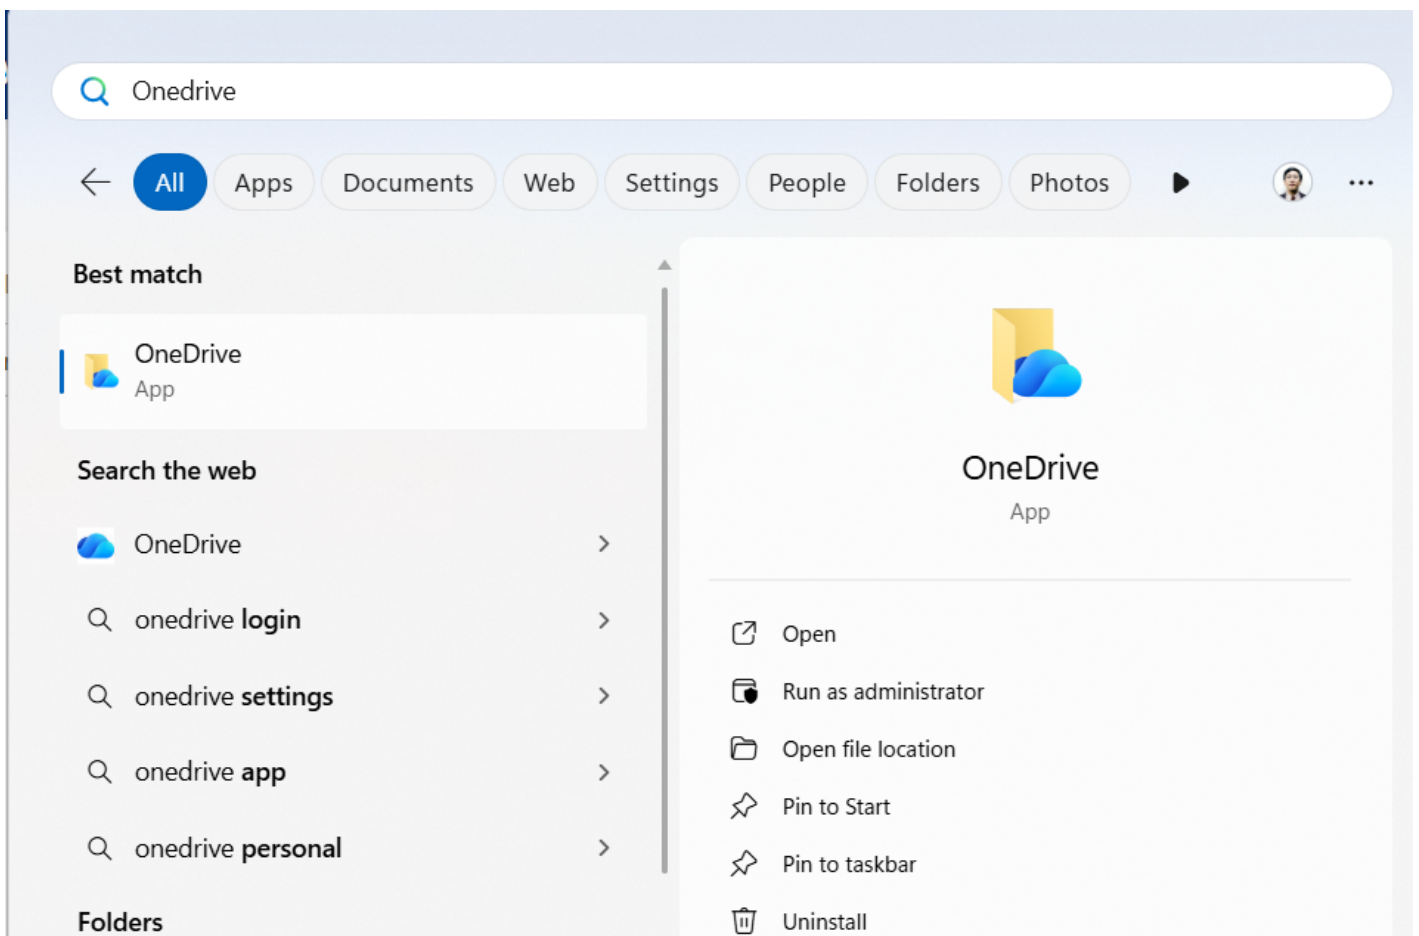 Onedrive
All Apps Documents Web Settings People Folders Photos
Best match
OneDrive
App
Search the web
OneDrive
onedrive login
onedrive settings
onedrive app
onedrive personal
Folders
OneDrive
App
Open
Run as administrator
Open file location
Pin to Start
Pin to taskbar
Uninstall